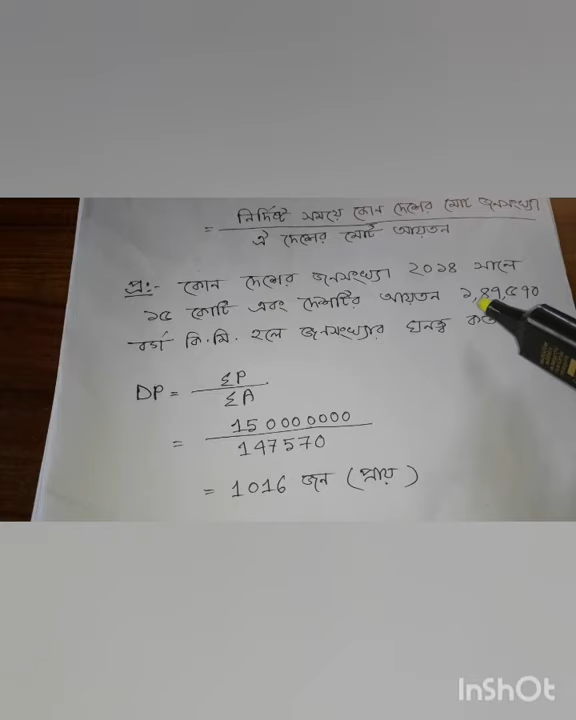 নির্দিষ্ট সময়ে কোন দেশের মোট জনসংখ্যা
= ঐ দেশের মোট আয়তন
প্র:- কোন দেশের জনসংখ্যা ২০১৪ সালে
১৫ কোটি এবং দেশটির আয়তন ১,৪৭,৫৭০
বর্গ কি.মি. হলে জনসংখ্যার ঘনত্ব
DP = ΣP
ΣA
= 150000000
147570
= 1016 জন (প্রায়)
InShOt